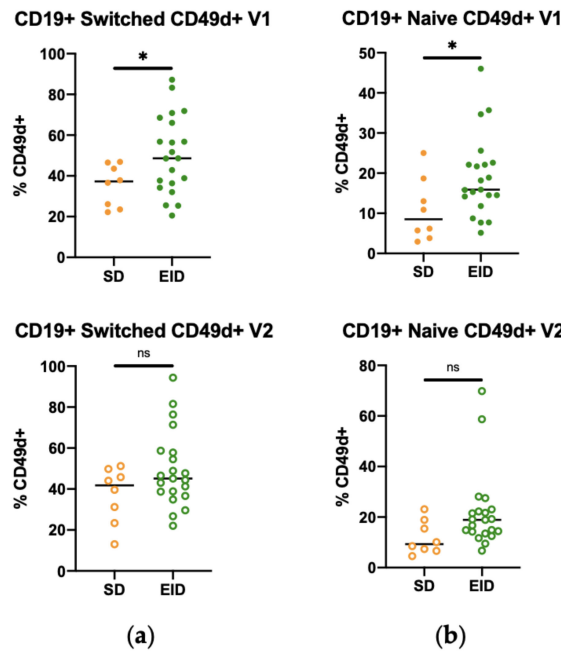 CD19+ Switched CD49d+ V1
CD19+ Naive CD49d+ V1
% CD49d+
100
80
60
40
20
0
*
SD
EID
% CD49d+
50
40
30
20
10
0
*
SD
EID
CD19+ Switched CD49d+ V2
CD19+ Naive CD49d+ V2
% CD49d+
100
80
60
40
20
0
ns
SD
EID
% CD49d+
80
60
40
20
0
ns
SD
EID
(a)
(b)